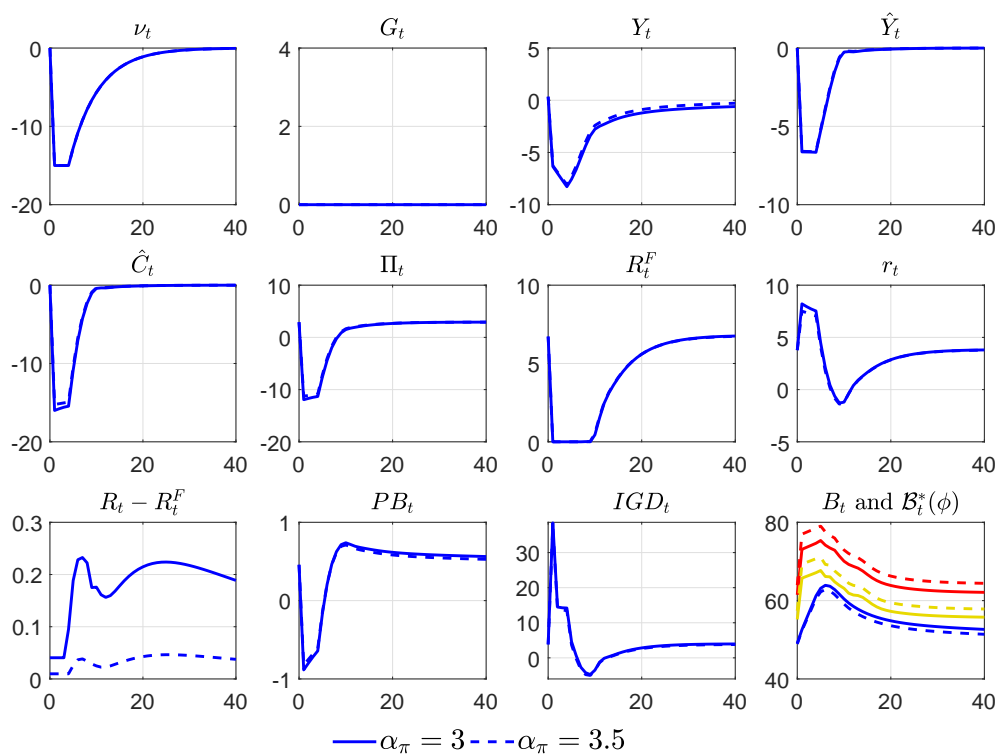 ν_t G_t Y_t Ŷ_t
0 4 5 0
-10 2 0 -5
-20 0 -5 -10
-10
0 20 40 0 20 40 0 20 40 0 20 40
Ĉ_t Π_t R_t^F r_t
0 10 10 10
-10 0 5 5
-20 -10 0 0
-20 -5
0 20 40 0 20 40 0 20 40 0 20 40
R_t − R_t^F PB_t IGD_t B_t and ℬ_t^*(ϕ)
0.3 1 30 80
0.2 0 20 60
0.1 -1 10 40
0 0
0 20 40 0 20 40 0 20 40 0 20 40
α_π = 3 α_π = 3.5